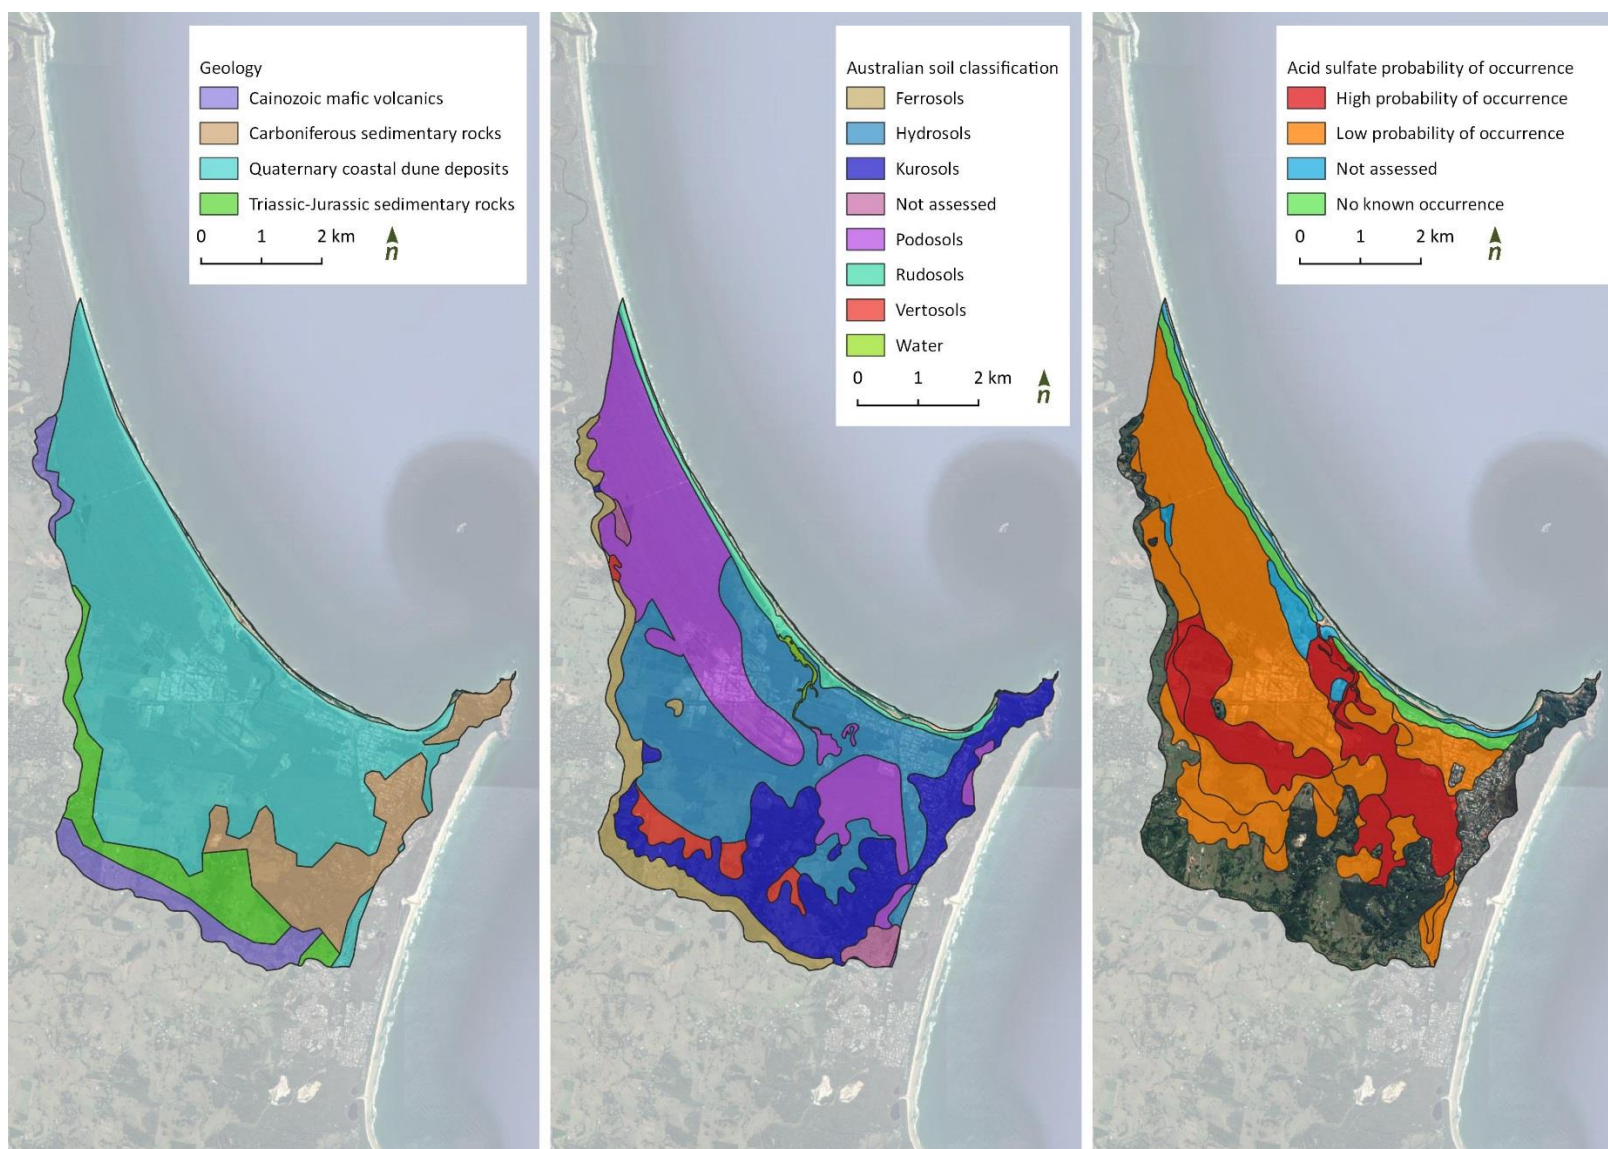 Geology
Cainozoic mafic volcanics
Carboniferous sedimentary rocks
Quaternary coastal dune deposits
Triassic-Jurassic sedimentary rocks
0 1 2 km
n
Australian soil classification
Ferrosols
Hydrosols
Kurosols
Not assessed
Podosols
Rudosols
Vertosols
Water
0 1 2 km
n
Acid sulfate probability of occurrence
High probability of occurrence
Low probability of occurrence
Not assessed
No known occurrence
0 1 2 km
n